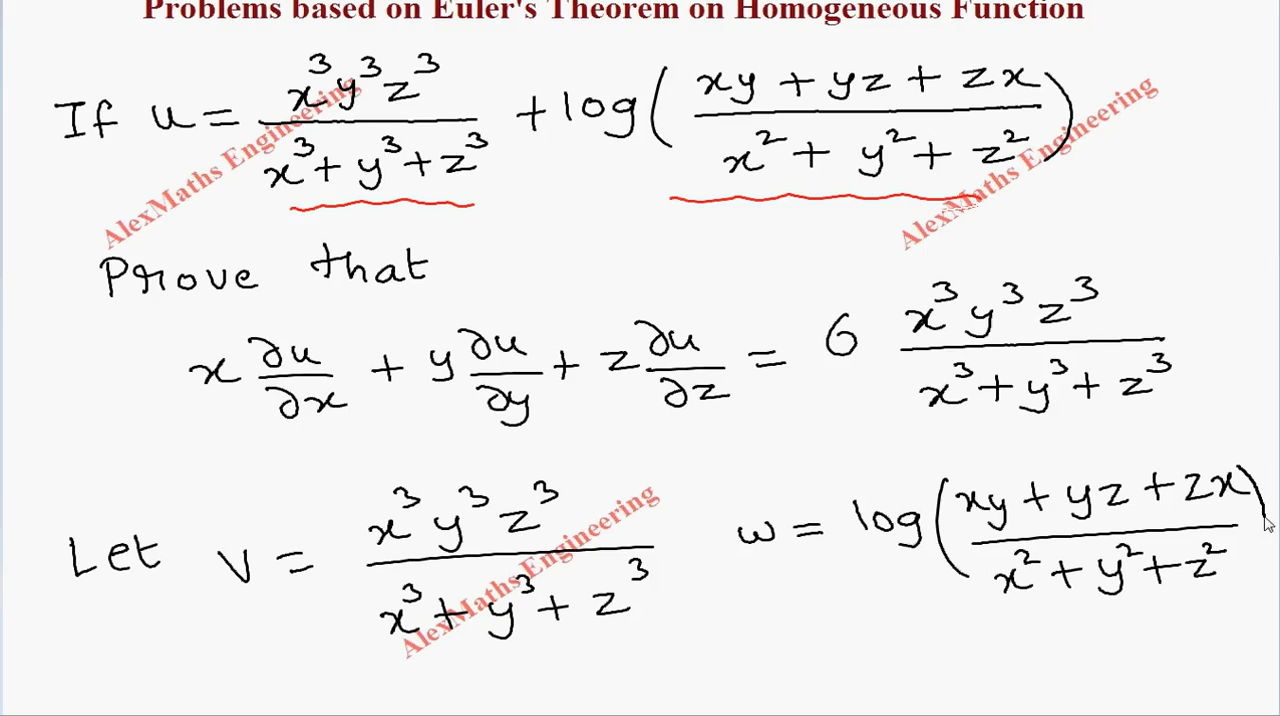 Problems based on Euler's Theorem on Homogeneous Function
If u = x³y³z³ / x³ + y³ + z³ + log( xy + yz + zx / x² + y² + z² )
AlexMaths Engineering
AlexMaths Engineering
Prove that
x ∂u/∂x + y ∂u/∂y + z ∂u/∂z = 6 x³y³z³ / x³ + y³ + z³
Let v = x³y³z³ / x³ + y³ + z³ w = log( xy + yz + zx / x² + y² + z² )
AlexMaths Engineering